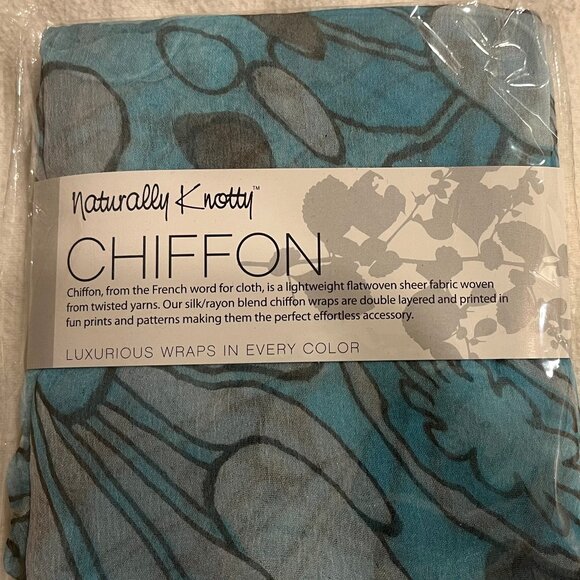 Naturally Knotty™
CHIFFON
Chiffon, from the French word for cloth, is a lightweight flatwoven sheer fabric woven
from twisted yarns. Our silk/rayon blend chiffon wraps are double layered and printed in
fun prints and patterns making them the perfect effortless accessory.
LUXURIOUS WRAPS IN EVERY COLOR